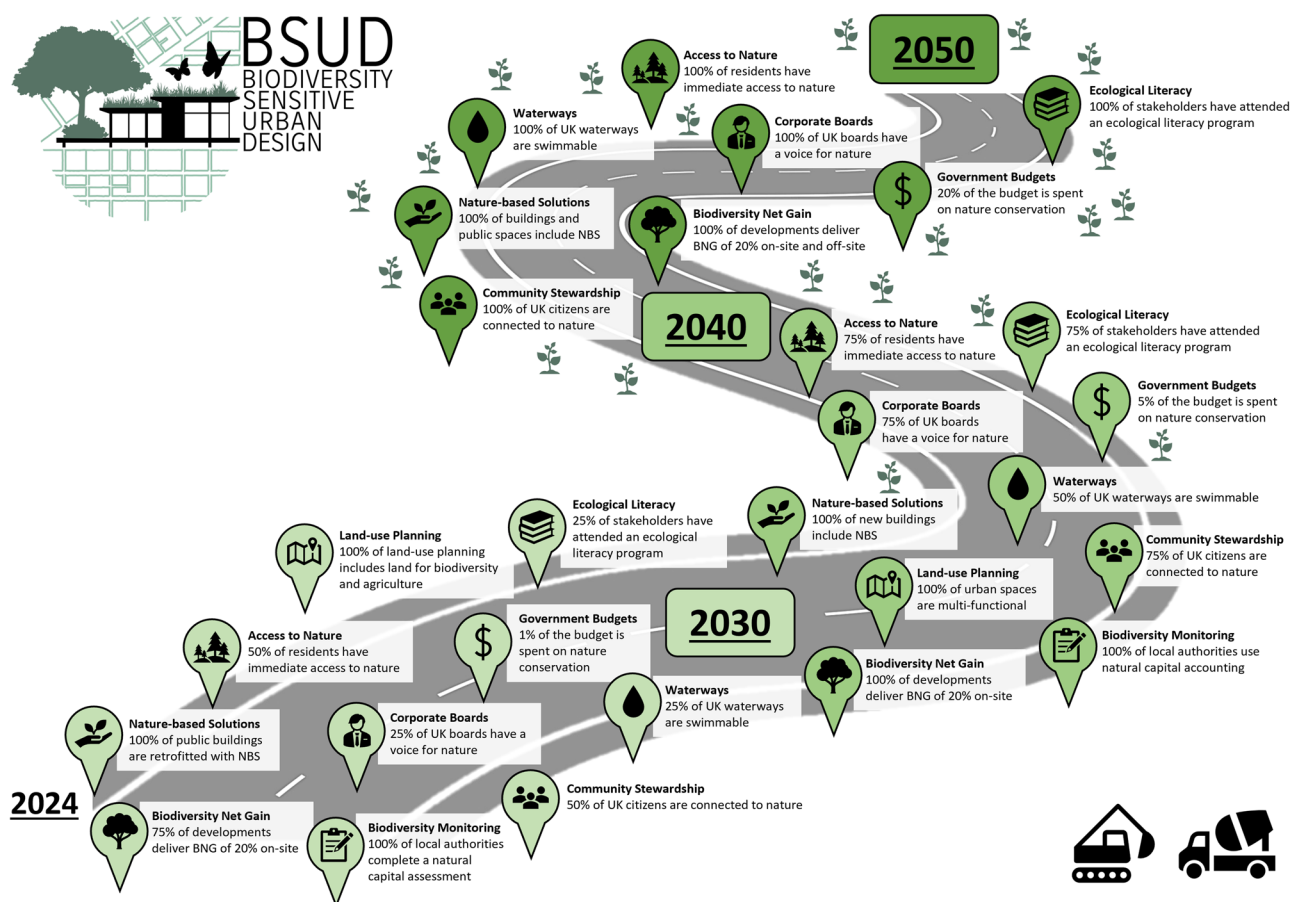 BSUD
BIODIVERSITY
SENSITIVE
URBAN
DESIGN
2050
Access to Nature
100% of residents have
immediate access to nature
Ecological Literacy
100% of stakeholders have attended
an ecological literacy program
Waterways
100% of UK waterways
are swimmable
Corporate Boards
100% of UK boards have
a voice for nature
Government Budgets
20% of the budget is spent
on nature conservation
Nature-based Solutions
100% of buildings and
public spaces include NBS
Biodiversity Net Gain
100% of developments deliver
BNG of 20% on-site and off-site
Community Stewardship
100% of UK citizens are
connected to nature
2040
Access to Nature
75% of residents have
immediate access to nature
Ecological Literacy
75% of stakeholders have attended
an ecological literacy program
Government Budgets
5% of the budget is spent
on nature conservation
Corporate Boards
75% of UK boards
have a voice for nature
Waterways
50% of UK waterways are swimmable
Nature-based Solutions
100% of new buildings
include NBS
Community Stewardship
75% of UK citizens are
connected to nature
Land-use Planning
100% of urban spaces
are multi-functional
Biodiversity Monitoring
100% of local authorities use
natural capital accounting
Biodiversity Net Gain
100% of developments
deliver BNG of 20% on-site
2030
Ecological Literacy
25% of stakeholders have
attended an ecological
literacy program
Land-use Planning
100% of land-use planning
includes land for biodiversity
and agriculture
Government Budgets
1% of the budget is
spent on nature
conservation
Access to Nature
50% of residents have
immediate access to nature
Waterways
25% of UK waterways
are swimmable
Corporate Boards
25% of UK boards have a
voice for nature
Nature-based Solutions
100% of public buildings
are retrofitted with NBS
Community Stewardship
50% of UK citizens are connected to nature
2024
Biodiversity Net Gain
75% of developments
deliver BNG of 20% on-site
Biodiversity Monitoring
100% of local authorities
complete a natural
capital assessment